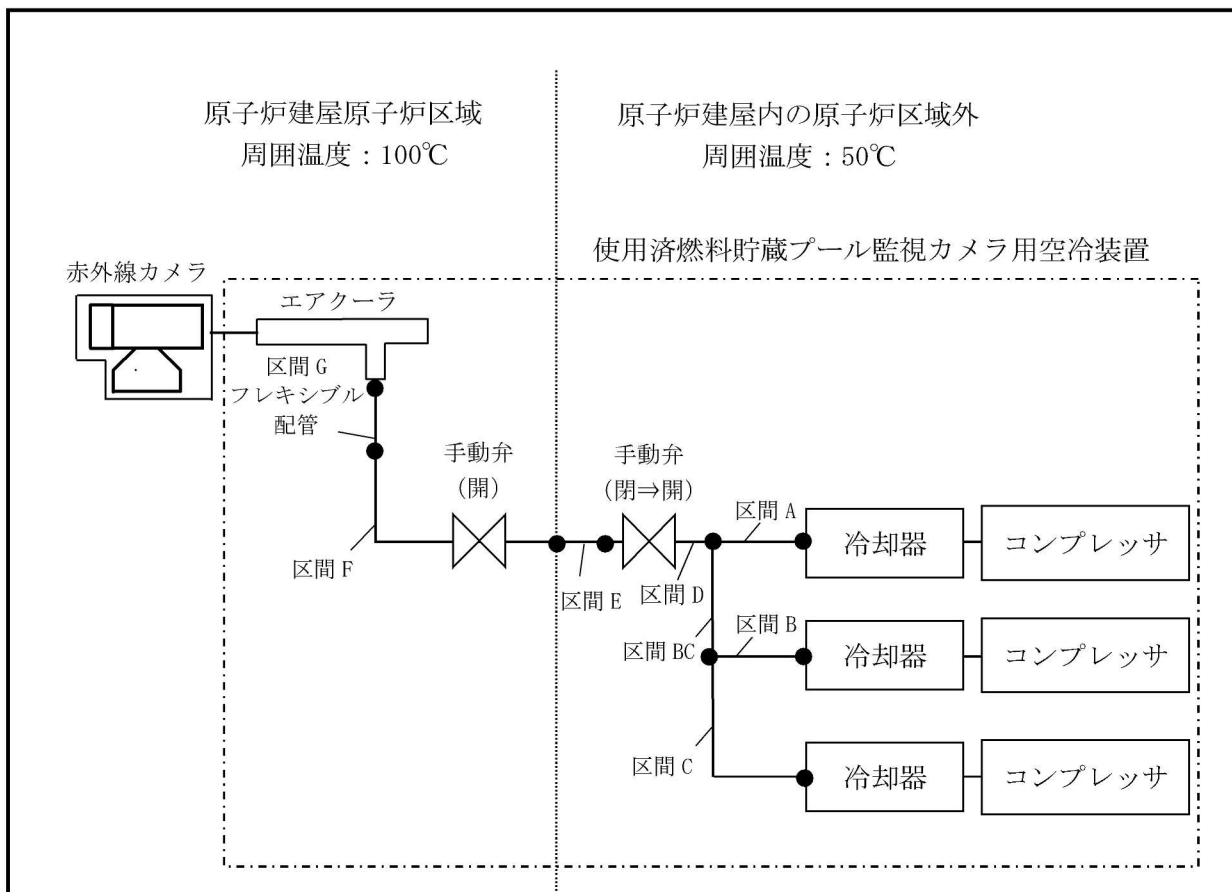 原子炉建屋原子炉区域
周囲温度：100℃
原子炉建屋内の原子炉区域外
周囲温度：50℃
使用済燃料貯蔵プール監視カメラ用空冷装置
赤外線カメラ
エアクーラ
区間 G
フレキシブル
配管
手動弁
(開)
手動弁
(閉⇒開)
区間 F
区間 E
区間 D
区間 A
冷却器
コンプレッサ
区間 BC
区間 B
冷却器
コンプレッサ
区間 C
冷却器
コンプレッサ